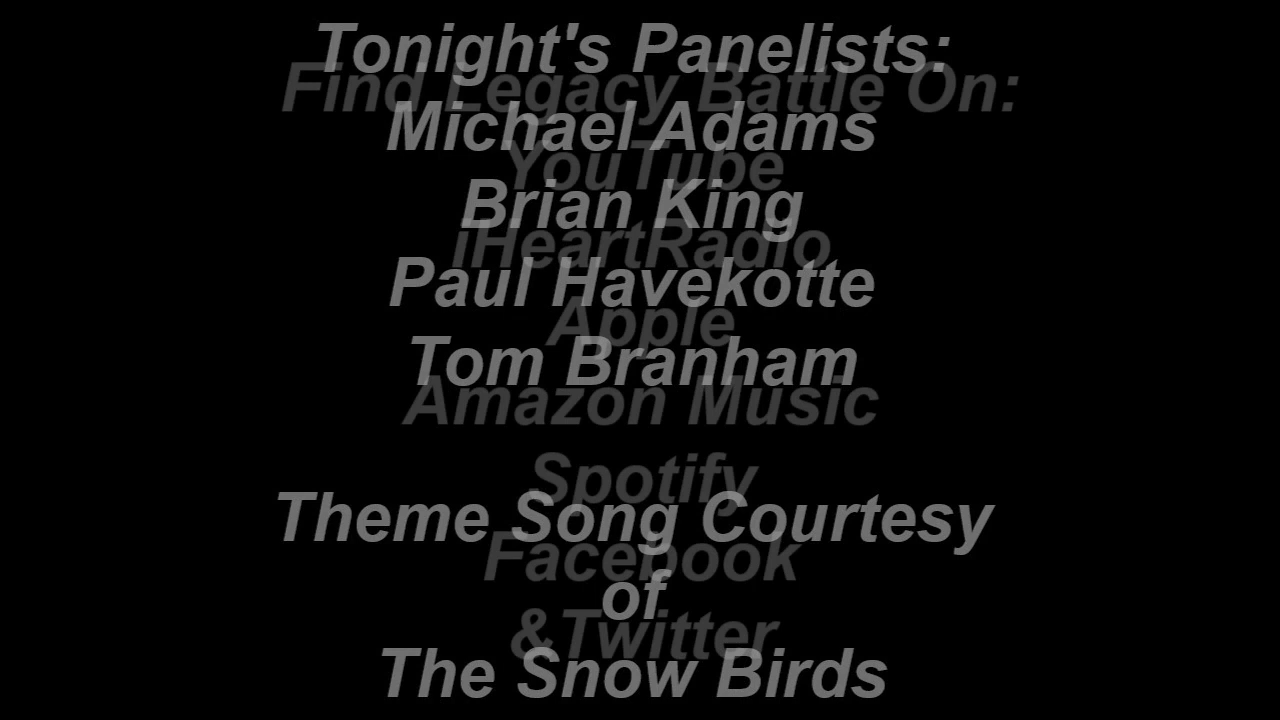 Tonight's Panelists:
Michael Adams
Brian King
Paul Havekotte
Tom Branham
Theme Song Courtesy
of
The Snow Birds
Find Legacy Battle On:
YouTube
iHeartRadio
Apple
Amazon Music
Spotify
Facebook
&Twitter